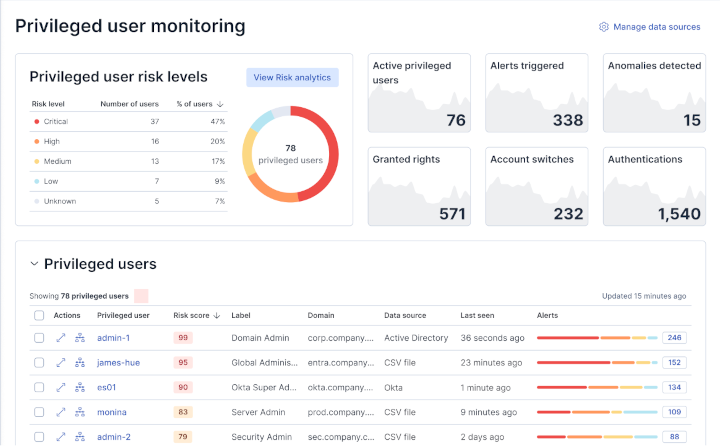 Privileged user monitoring
Manage data sources
Privileged user risk levels
View Risk analytics
Risk level Number of users % of users
Critical 37 47%
High 16 20%
Medium 13 17%
Low 7 9%
Unknown 5 7%
78
privileged users
Active privileged
users
76
Alerts triggered
338
Anomalies detected
15
Granted rights
571
Account switches
232
Authentications
1,540
Privileged users
Showing 78 privileged users
Updated 15 minutes ago
Actions Privileged user Risk score Label Domain Data source Last seen Alerts
admin-1 99 Domain Admin corp.company.... Active Directory 36 seconds ago 246
james-hue 95 Global Adminis... entra.company.... CSV file 23 minutes ago 152
es01 90 Okta Super Ad... okta.company.... Okta 1 minute ago 134
monina 83 Server Admin prod.company.... CSV file 9 minutes ago 109
admin-2 79 Security Admin sec.company.c... CSV file 2 days ago 88